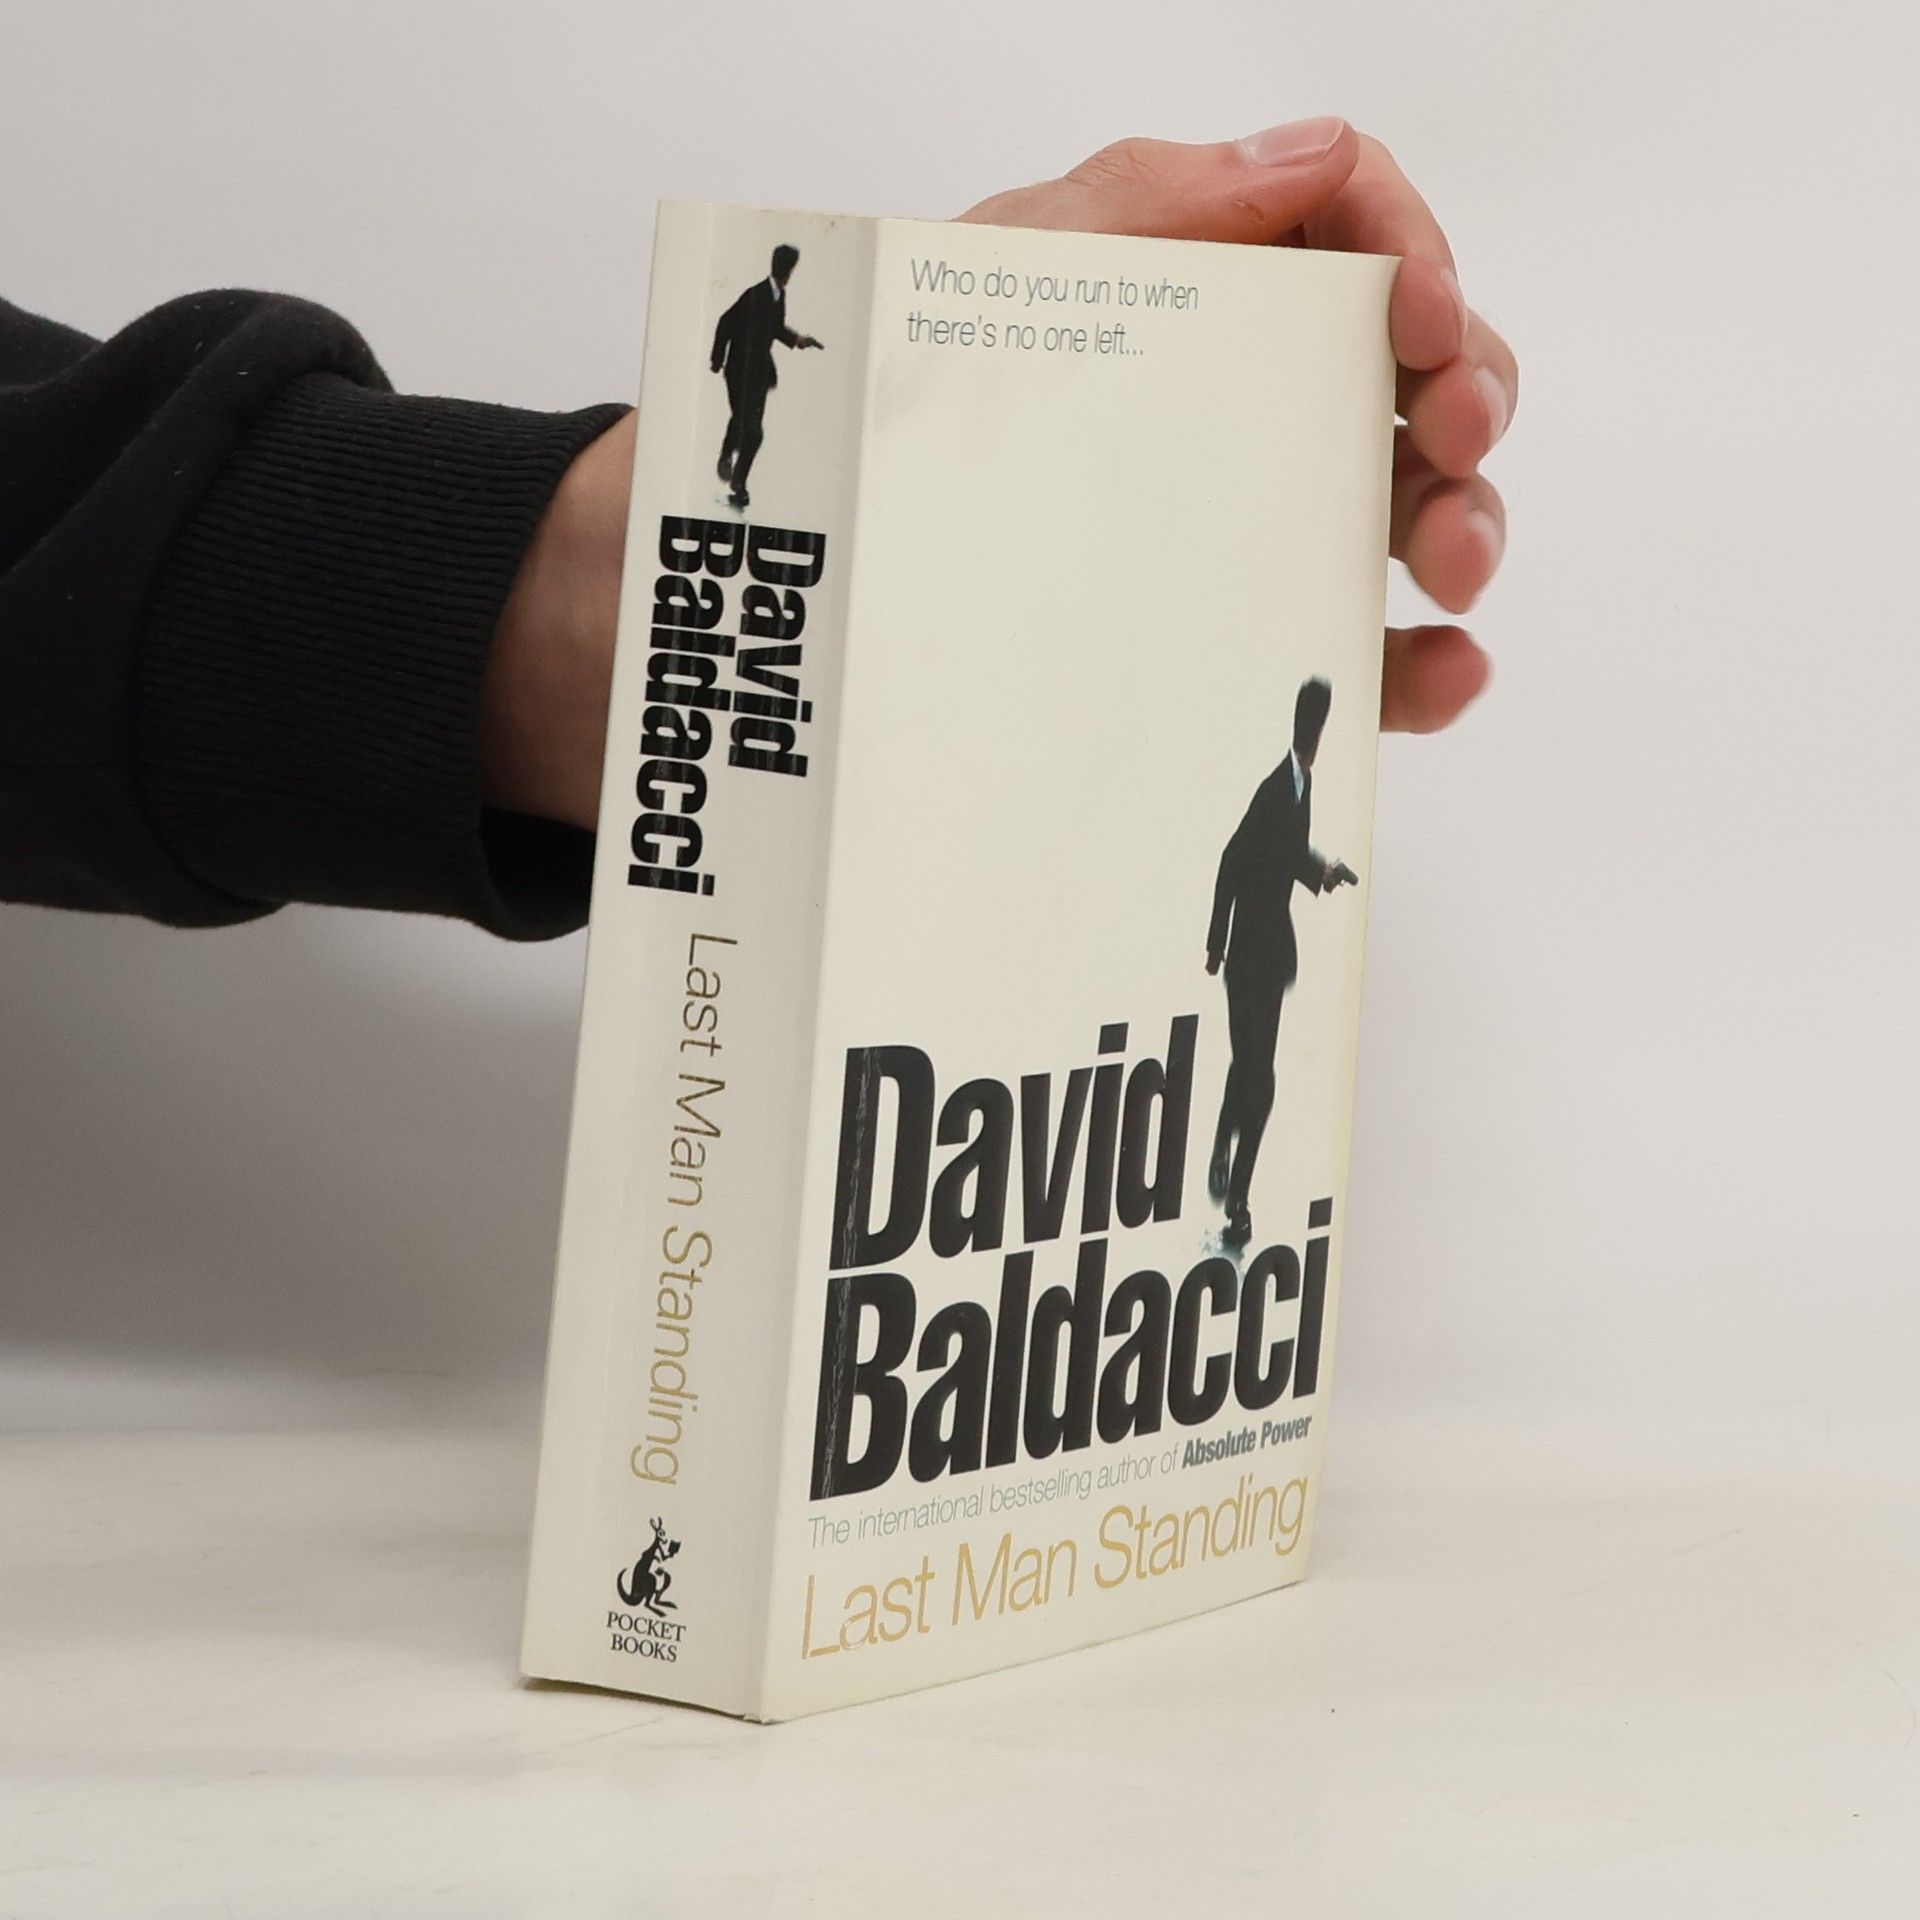 David
Baldacci
Last Man Standing
POCKET
BOOKS
Who do you run to when
there's no one left...
David
Baldacci
The international bestselling author of Absolute Power
Last Man Standing